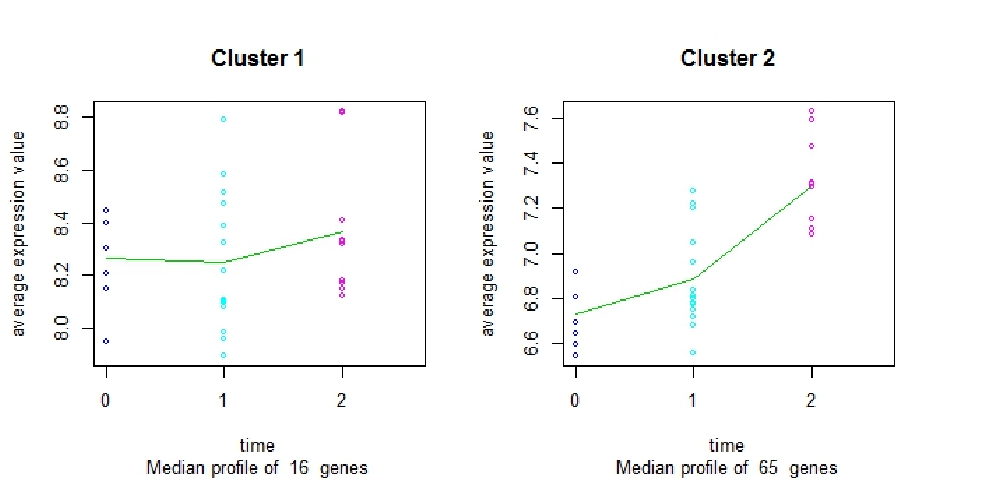 Cluster 1
average expression value
8.8
8.6
8.4
8.2
8.0
0 1 2
time
Median profile of 16 genes
Cluster 2
average expression value
7.6
7.4
7.2
7.0
6.8
6.6
0 1 2
time
Median profile of 65 genes